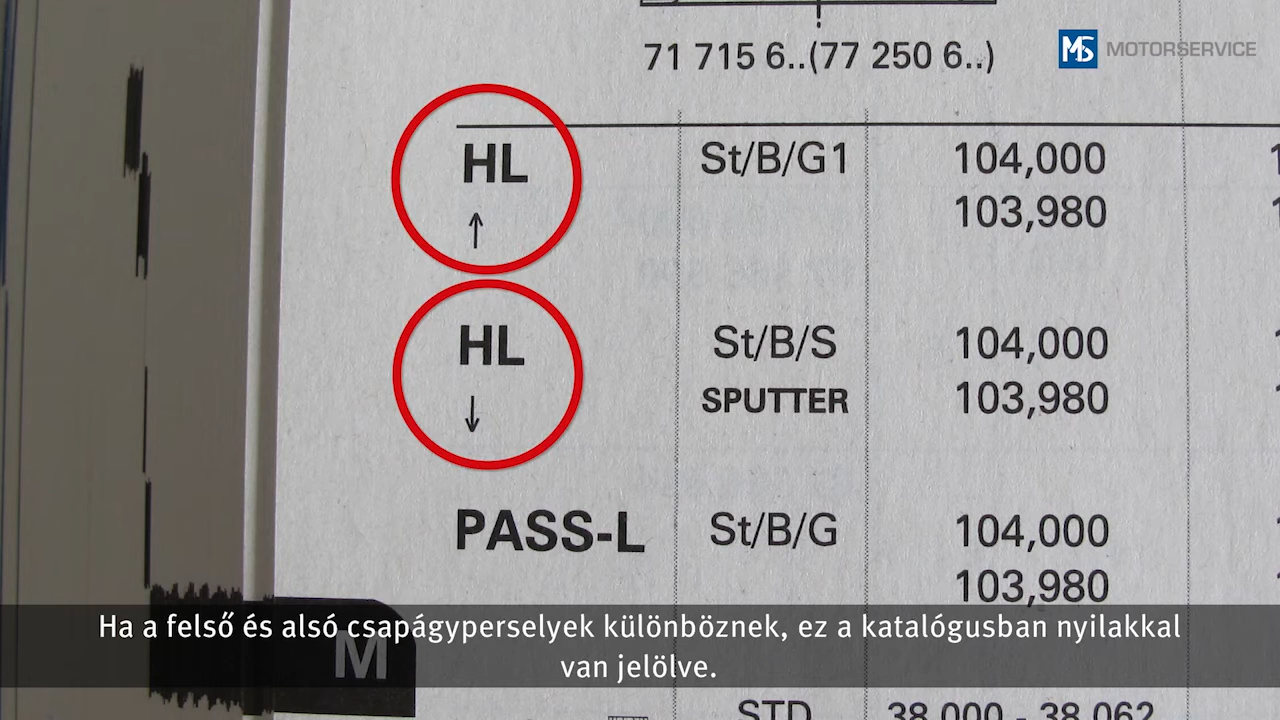 71 715 6..(77 250 6..)
MS MOTORSERVICE
HL St/B/G1 104,000
↑ 103,980
HL St/B/S 104,000
↓ SPUTTER 103,980
PASS-L St/B/G 104,000
103,980
Ha a felső és alsó csapágyperselyek különböznek, ez a katalógusban nyilakkal
van jelölve.
M
STD 38,000 - 38,062